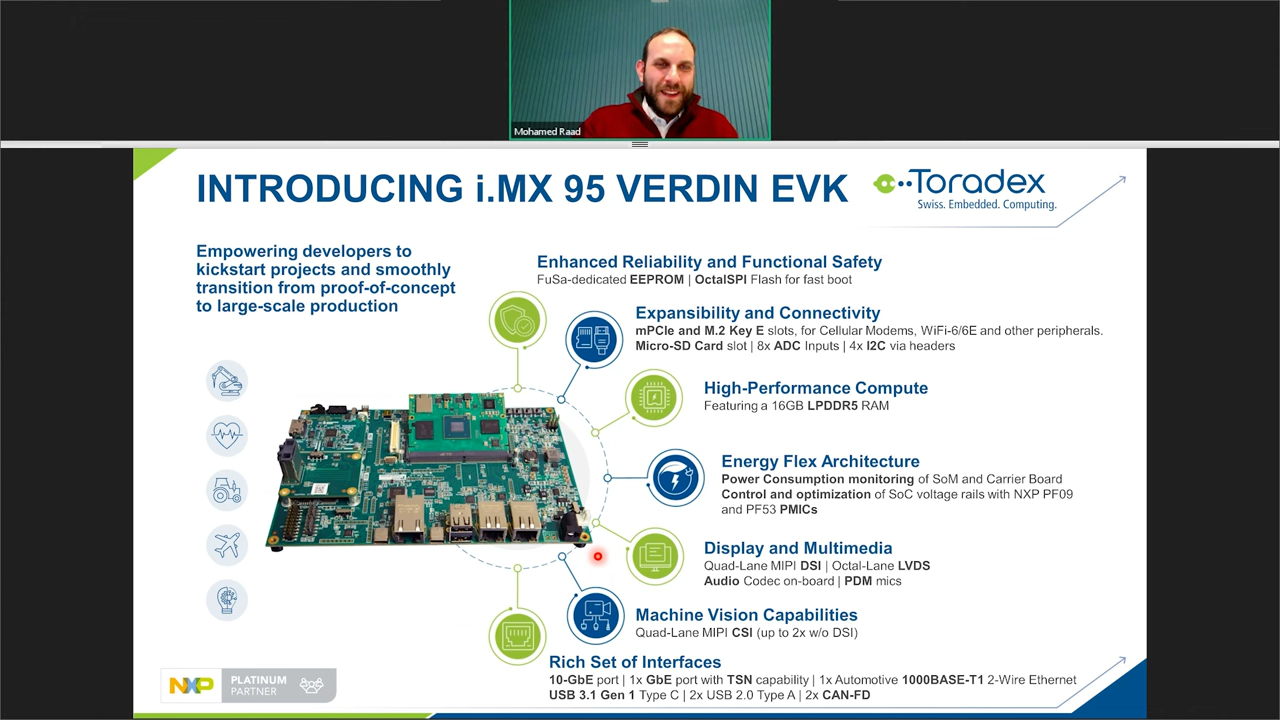 Mohamed Raad
INTRODUCING i.MX 95 VERDIN EVK
Toradex
Swiss. Embedded. Computing.
Empowering developers to
kickstart projects and smoothly
transition from proof-of-concept
to large-scale production
Enhanced Reliability and Functional Safety
FuSa-dedicated EEPROM | OctalSPI Flash for fast boot
Expansibility and Connectivity
mPCIe and M.2 Key E slots, for Cellular Modems, WiFi-6/6E and other peripherals.
Micro-SD Card slot | 8x ADC Inputs | 4x I2C via headers
High-Performance Compute
Featuring a 16GB LPDDR5 RAM
Energy Flex Architecture
Power Consumption monitoring of SoM and Carrier Board
Control and optimization of SoC voltage rails with NXP PF09
and PF53 PMICs
Display and Multimedia
Quad-Lane MIPI DSI | Octal-Lane LVDS
Audio Codec on-board | PDM mics
Machine Vision Capabilities
Quad-Lane MIPI CSI (up to 2x w/o DSI)
Rich Set of Interfaces
10-GbE port | 1x GbE port with TSN capability | 1x Automotive 1000BASE-T1 2-Wire Ethernet
USB 3.1 Gen 1 Type C | 2x USB 2.0 Type A | 2x CAN-FD
NXP
PLATINUM
PARTNER